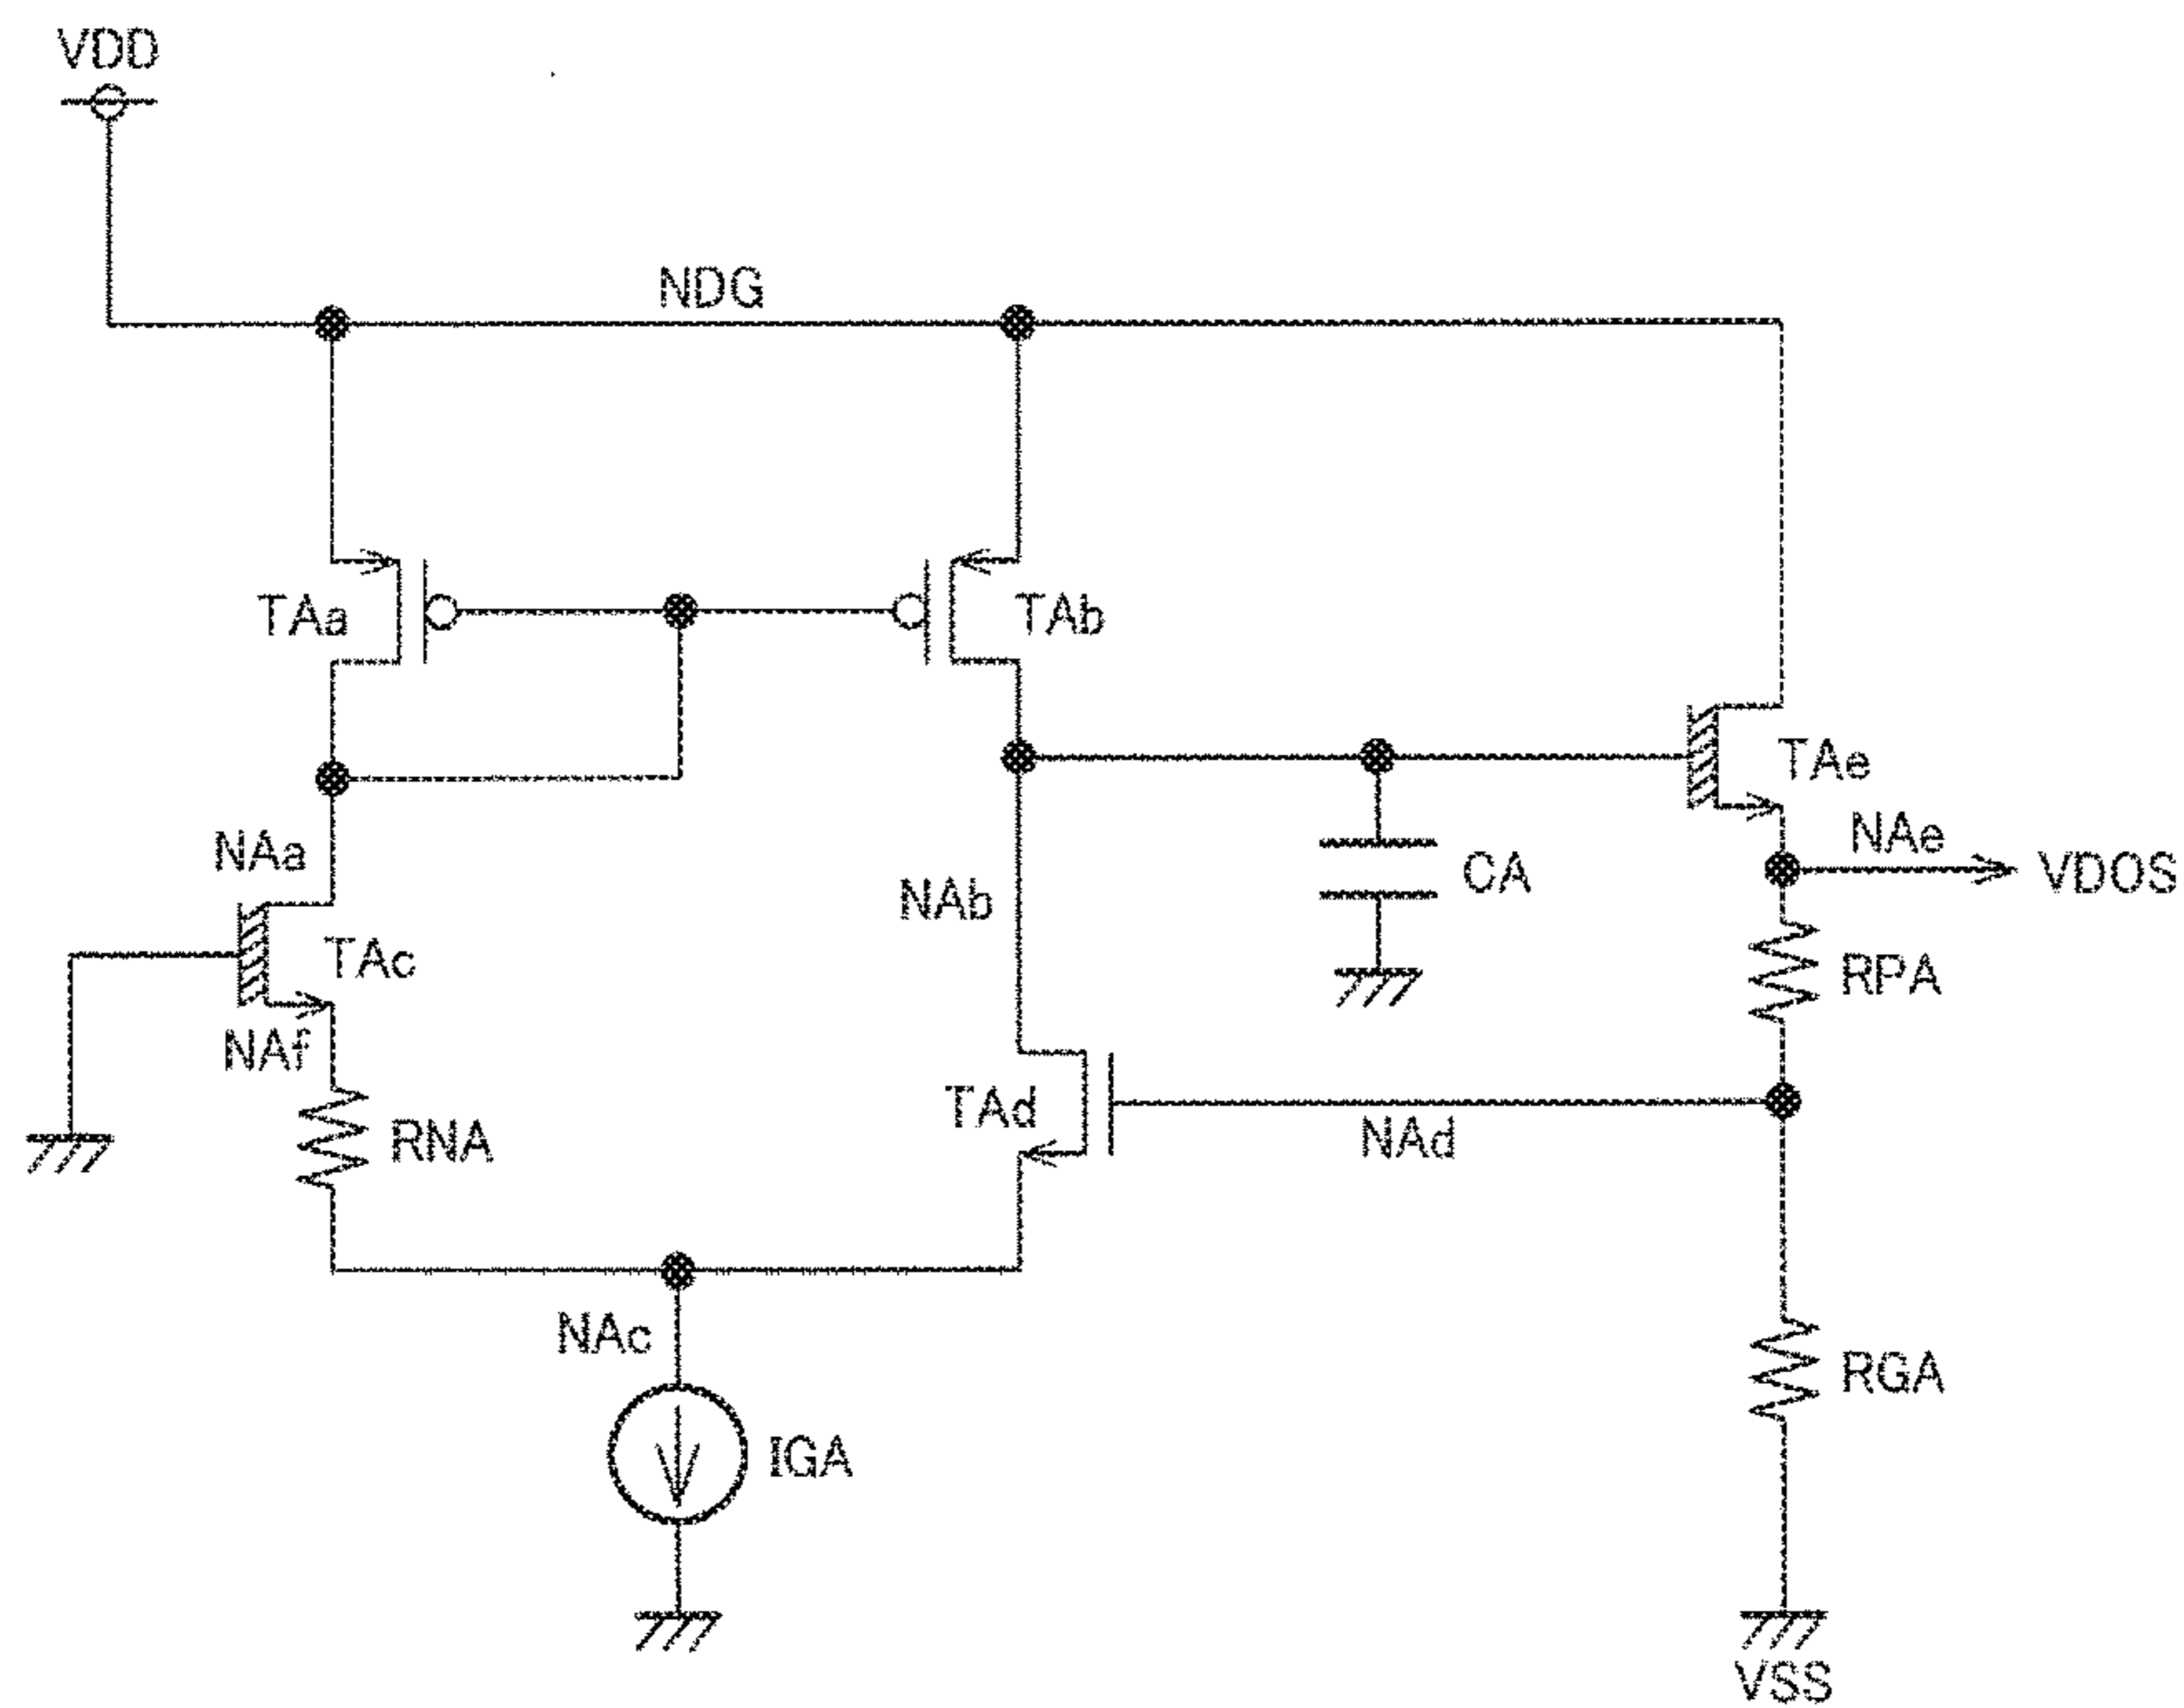 VDD
NDG
TAa
TAb
TAe
NAe
VDOS
NAa
NAb
CA
TAc
RPA
NAf
TAd
RNA
NAd
NAc
RGA
IGA
VSS